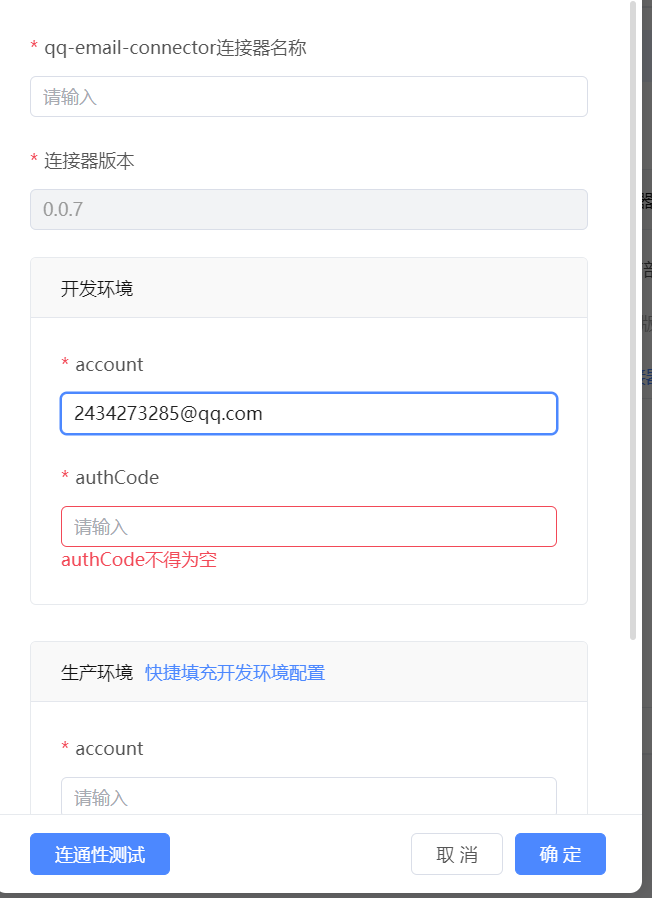 * qq-email-connector连接器名称
请输入
* 连接器版本
0.0.7
开发环境
* account
2434273285@qq.com
* authCode
请输入
authCode不得为空
生产环境 快捷填充开发环境配置
* account
请输入
连通性测试 取 消 确 定